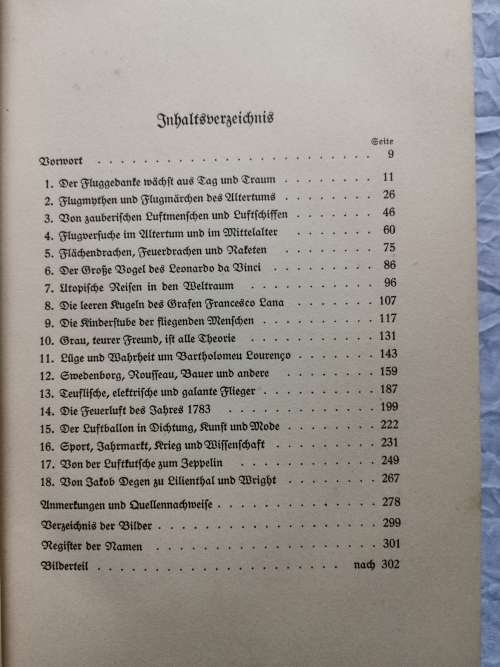 Inhaltsverzeichnis
Seite
Vorwort . . . . . . . . . . . . . . . . . . . . 9
1. Der Fluggedanke wächst aus Tag und Traum . . . . . . . . 11
2. Flugmythen und Flugmärchen des Altertums . . . . . . . . 26
3. Von zauberischen Luftmenschen und Luftschiffen . . . . . . . 46
4. Flugversuche im Altertum und im Mittelalter . . . . . . . . 60
5. Flächendrachen, Feuerdrachen und Raketen . . . . . . . . 75
6. Der Große Vogel des Leonardo da Vinci . . . . . . . . . 86
7. Utopische Reisen in den Weltraum . . . . . . . . . . 96
8. Die leeren Kugeln des Grafen Francesco Lana . . . . . . . 107
9. Die Kinderstube der fliegenden Menschen . . . . . . . . . 117
10. Grau, teurer Freund, ist alle Theorie . . . . . . . . . . 131
11. Lüge und Wahrheit um Bartholomeu Lourenço . . . . . . . 143
12. Swedenborg, Rousseau, Bauer und andere . . . . . . . . 159
13. Teuflische, elektrische und galante Flieger . . . . . . . . . 187
14. Die Feuerluft des Jahres 1783 . . . . . . . . . . . 199
15. Der Luftballon in Dichtung, Kunst und Mode . . . . . . . 222
16. Sport, Jahrmarkt, Krieg und Wissenschaft . . . . . . . . 231
17. Von der Luftkutsche zum Zeppelin . . . . . . . . . . 249
18. Von Jakob Degen zu Lilienthal und Wright . . . . . . . . 267
Anmerkungen und Quellennachweise . . . . . . . . . . . . 278
Verzeichnis der Bilder . . . . . . . . . . . . . . . . 299
Register der Namen . . . . . . . . . . . . . . . . . 301
Bilderteil . . . . . . . . . . . . . . . . . . nach 302